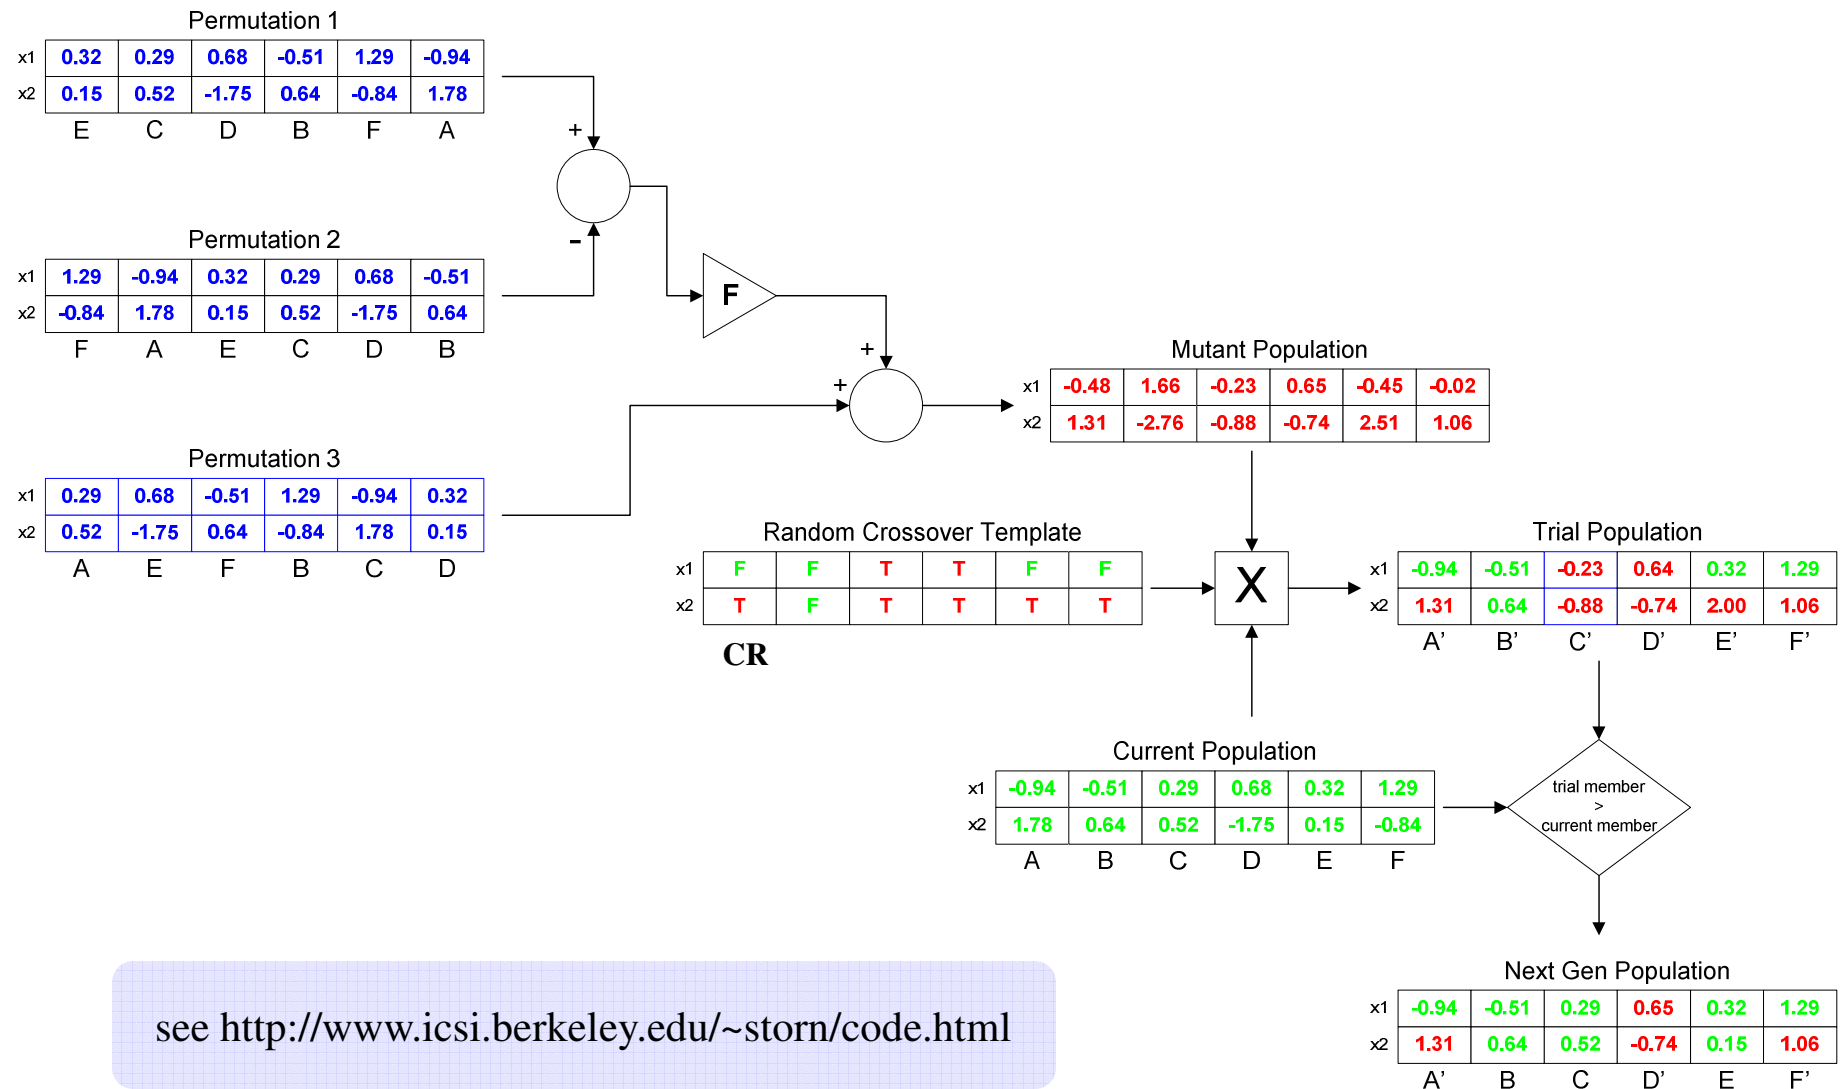 Permutation 1
x1 0.32 0.29 0.68 -0.51 1.29 -0.94
x2 0.15 0.52 -1.75 0.64 -0.84 1.78
E C D B F A
+
-
Permutation 2
x1 1.29 -0.94 0.32 0.29 0.68 -0.51
x2 -0.84 1.78 0.15 0.52 -1.75 0.64
F A E C D B
F
+
+
Mutant Population
x1 -0.48 1.66 -0.23 0.65 -0.45 -0.02
x2 1.31 -2.76 -0.88 -0.74 2.51 1.06
Permutation 3
x1 0.29 0.68 -0.51 1.29 -0.94 0.32
x2 0.52 -1.75 0.64 -0.84 1.78 0.15
A E F B C D
Random Crossover Template
x1 F F T T F F
x2 T F T T T T
CR
X
Trial Population
x1 -0.94 -0.51 -0.23 0.64 0.32 1.29
x2 1.31 0.64 -0.88 -0.74 2.00 1.06
A' B' C' D' E' F'
Current Population
x1 -0.94 -0.51 0.29 0.68 0.32 1.29
x2 1.78 0.64 0.52 -1.75 0.15 -0.84
A B C D E F
trial member
>
current member
Next Gen Population
x1 -0.94 -0.51 0.29 0.65 0.32 1.29
x2 1.31 0.64 0.52 -0.74 0.15 1.06
A' B C D' E F'
see http://www.icsi.berkeley.edu/~storn/code.html